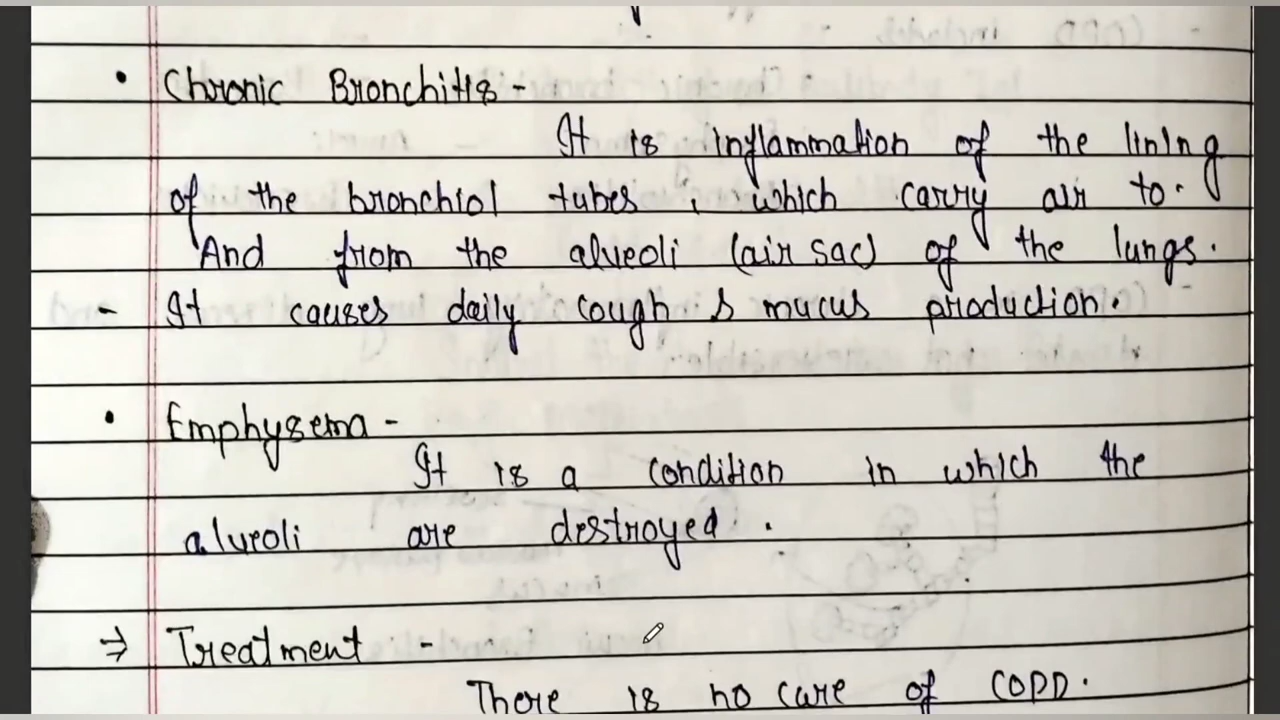 • Chronic Bronchitis -
It is inflammation of the lining
of the bronchiol tubes, which carry air to.
And from the alveoli (air sac) of the lungs.
- It causes daily cough & mucus production.
• Emphysema -
It is a condition in which the
alveoli are destroyed.
⇒ Treatment -
There is no care of COPD.